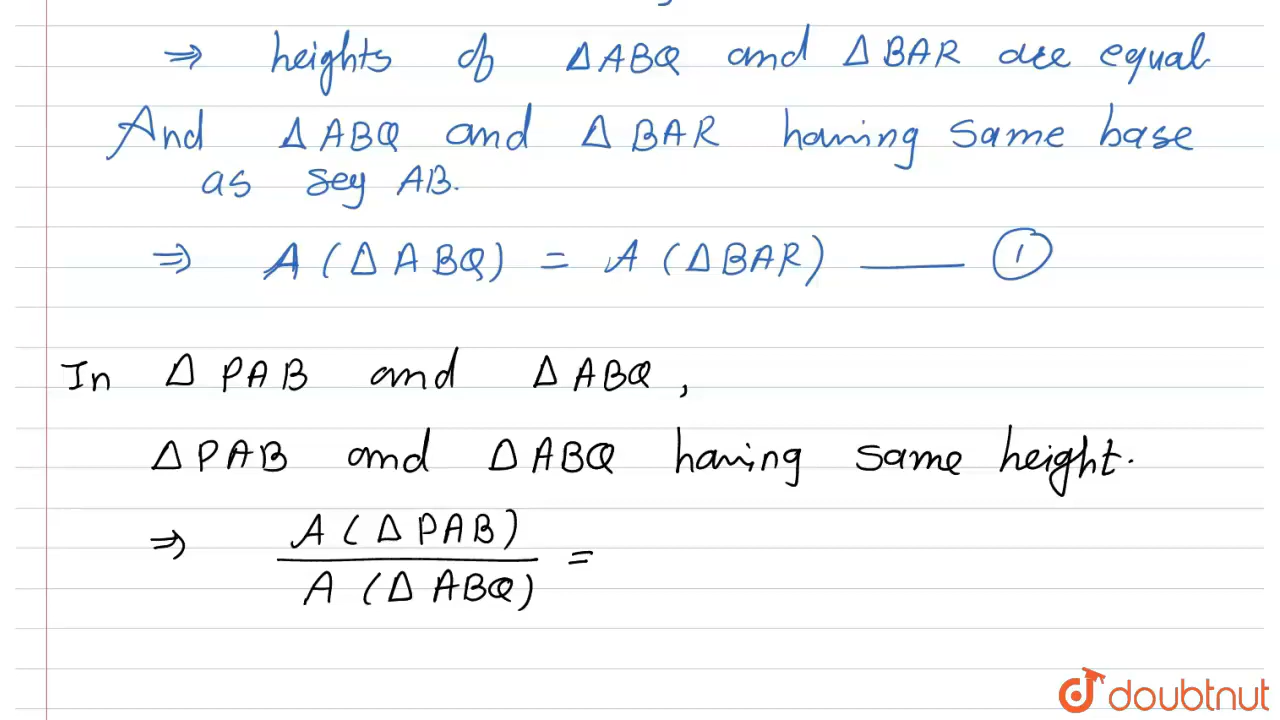 ⇒ heights of ΔABQ and ΔBAR are equal
And ΔABQ and ΔBAR having same base
as seg AB.
⇒ A(ΔABQ) = A(ΔBAR) —— ①
In ΔPAB and ΔABQ,
ΔPAB and ΔABQ having same height.
⇒ A(ΔPAB)
A(ΔABQ) =
doubtnut